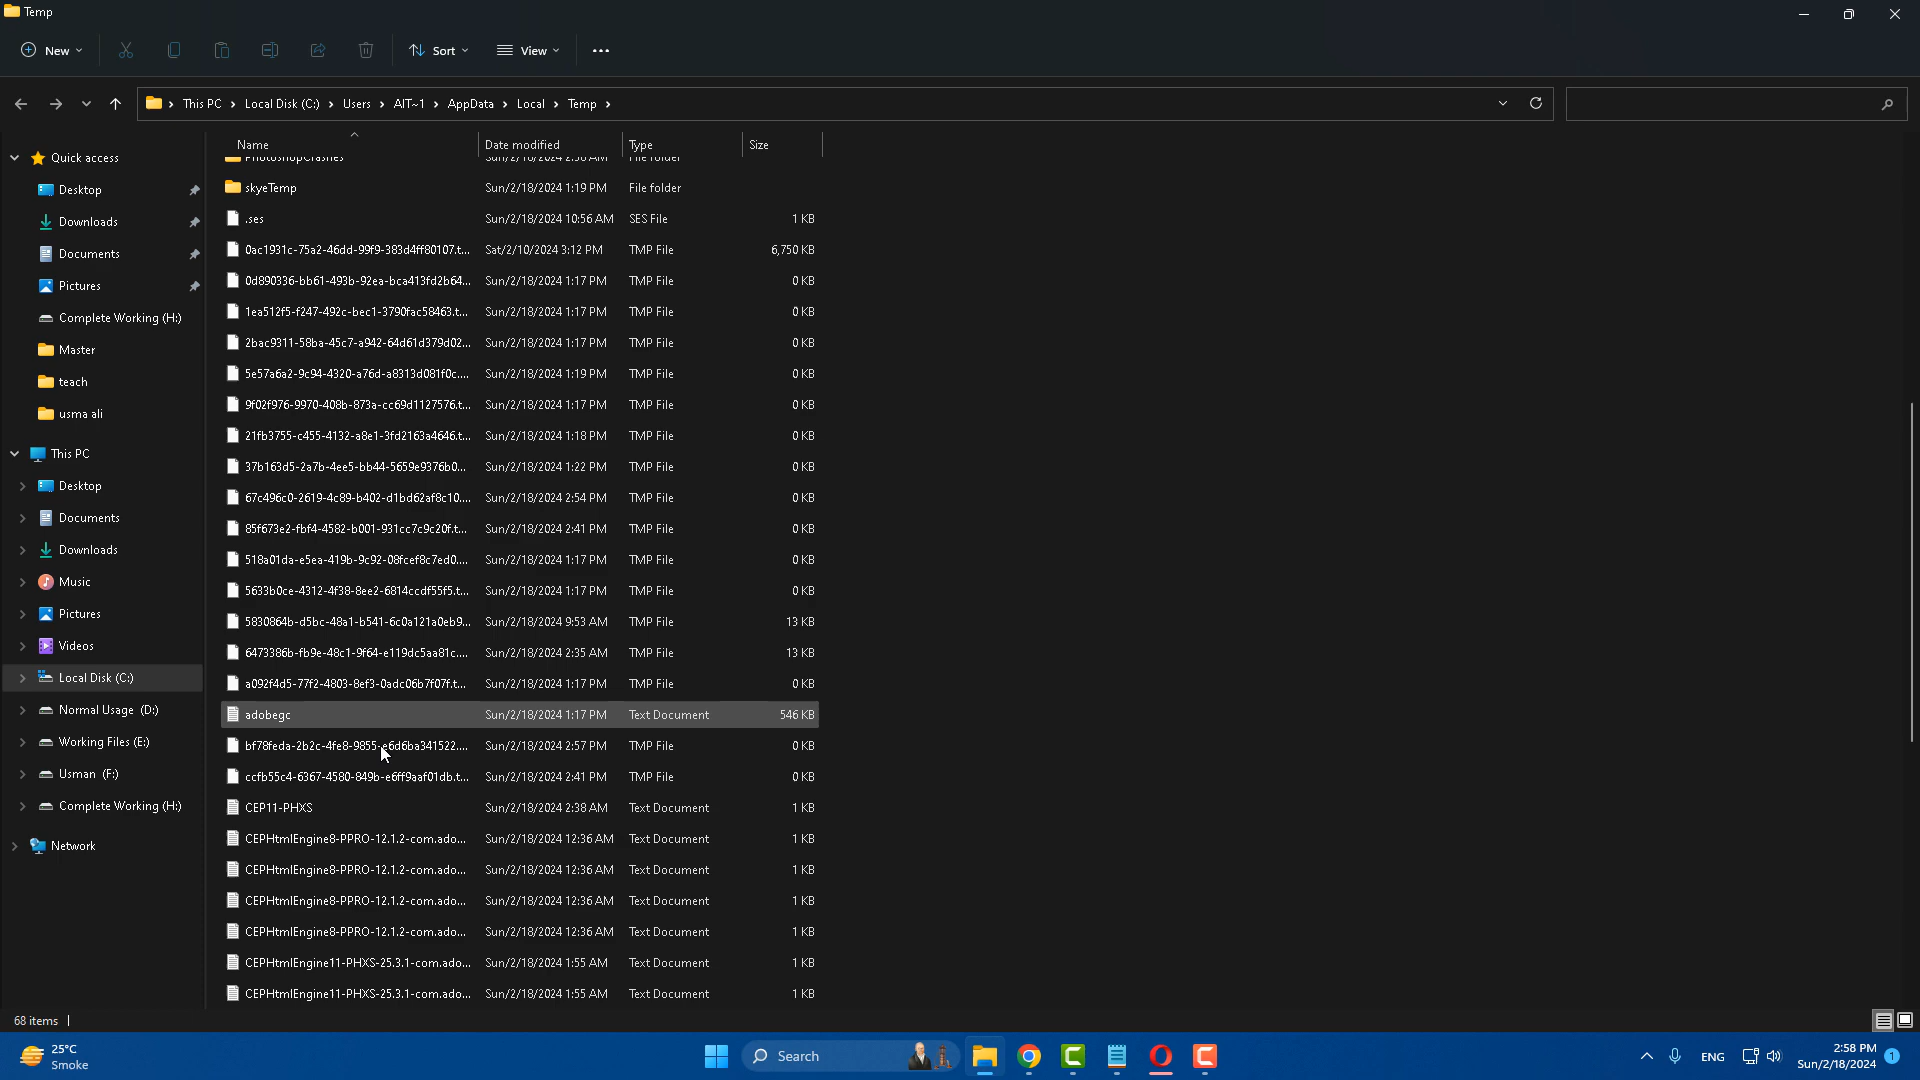 Temp
New
Sort
View
This PC > Local Disk (C:) > Users > AIT~1 > AppData > Local > Temp >
Name Date modified Type Size
Quick access
Desktop
Downloads
Documents
Pictures
Complete Working (H:)
Master
teach
usma ali
This PC
Desktop
Documents
Downloads
Music
Pictures
Videos
Local Disk (C:)
Normal Usage (D:)
Working Files (E:)
Usman (F:)
Complete Working (H:)
Network
PhotoshopCrashes Sun/2/18/2024 2:38 AM File folder
skyeTemp Sun/2/18/2024 1:19 PM File folder
.ses Sun/2/18/2024 10:56 AM SES File 1 KB
0ac1931c-75a2-46dd-99f9-383d4ff80107.t... Sat/2/10/2024 3:12 PM TMP File 6,750 KB
0d890336-bb61-493b-92ea-bca413fd2b64... Sun/2/18/2024 1:17 PM TMP File 0 KB
1ea512f5-f247-492c-bec1-3790fac58463.t... Sun/2/18/2024 1:17 PM TMP File 0 KB
2bac9311-58ba-45c7-a942-64d61d379d02... Sun/2/18/2024 1:17 PM TMP File 0 KB
5e57a6a2-9c94-4320-a76d-a8313d081f0c.... Sun/2/18/2024 1:19 PM TMP File 0 KB
9f02f976-9970-408b-873a-cc69d1127576.t... Sun/2/18/2024 1:17 PM TMP File 0 KB
21fb3755-c455-4132-a8e1-3fd2163a4646.t... Sun/2/18/2024 1:18 PM TMP File 0 KB
37b163d5-2a7b-4ee5-bb44-5659e9376b0... Sun/2/18/2024 1:22 PM TMP File 0 KB
67c496c0-2619-4c89-b402-d1bd62af8c10.... Sun/2/18/2024 2:54 PM TMP File 0 KB
85f673e2-fbf4-4582-b001-931cc7c9c20f.t... Sun/2/18/2024 2:41 PM TMP File 0 KB
518a01da-e5ea-419b-9c92-08fcef8c7ed0.... Sun/2/18/2024 1:17 PM TMP File 0 KB
5633b0ce-4312-4f38-8ee2-6814ccdf55f5.t... Sun/2/18/2024 1:17 PM TMP File 0 KB
5830864b-d5bc-48a1-b541-6c0a121a0eb9... Sun/2/18/2024 9:53 AM TMP File 13 KB
6473386b-fb9e-48c1-9f64-e119dc5aa81c.... Sun/2/18/2024 2:35 AM TMP File 13 KB
a092f4d5-77f2-4803-8ef3-0adc06b7f07f.t... Sun/2/18/2024 1:17 PM TMP File 0 KB
adobegc Sun/2/18/2024 1:17 PM Text Document 546 KB
bf78feda-2b2c-4fe8-9855-e6d6ba341522.... Sun/2/18/2024 2:57 PM TMP File 0 KB
ccfb55c4-6367-4580-849b-e6ff9aaf01db.t... Sun/2/18/2024 2:41 PM TMP File 0 KB
CEP11-PHXS Sun/2/18/2024 2:38 AM Text Document 1 KB
CEPHtmlEngine8-PPRO-12.1.2-com.ado... Sun/2/18/2024 12:36 AM Text Document 1 KB
CEPHtmlEngine8-PPRO-12.1.2-com.ado... Sun/2/18/2024 12:36 AM Text Document 1 KB
CEPHtmlEngine8-PPRO-12.1.2-com.ado... Sun/2/18/2024 12:36 AM Text Document 1 KB
CEPHtmlEngine8-PPRO-12.1.2-com.ado... Sun/2/18/2024 12:36 AM Text Document 1 KB
CEPHtmlEngine11-PHXS-25.3.1-com.ado... Sun/2/18/2024 1:55 AM Text Document 1 KB
CEPHtmlEngine11-PHXS-25.3.1-com.ado... Sun/2/18/2024 1:55 AM Text Document 1 KB
68 items
25°C
Smoke
Search
ENG
2:58 PM
Sun/2/18/2024
1